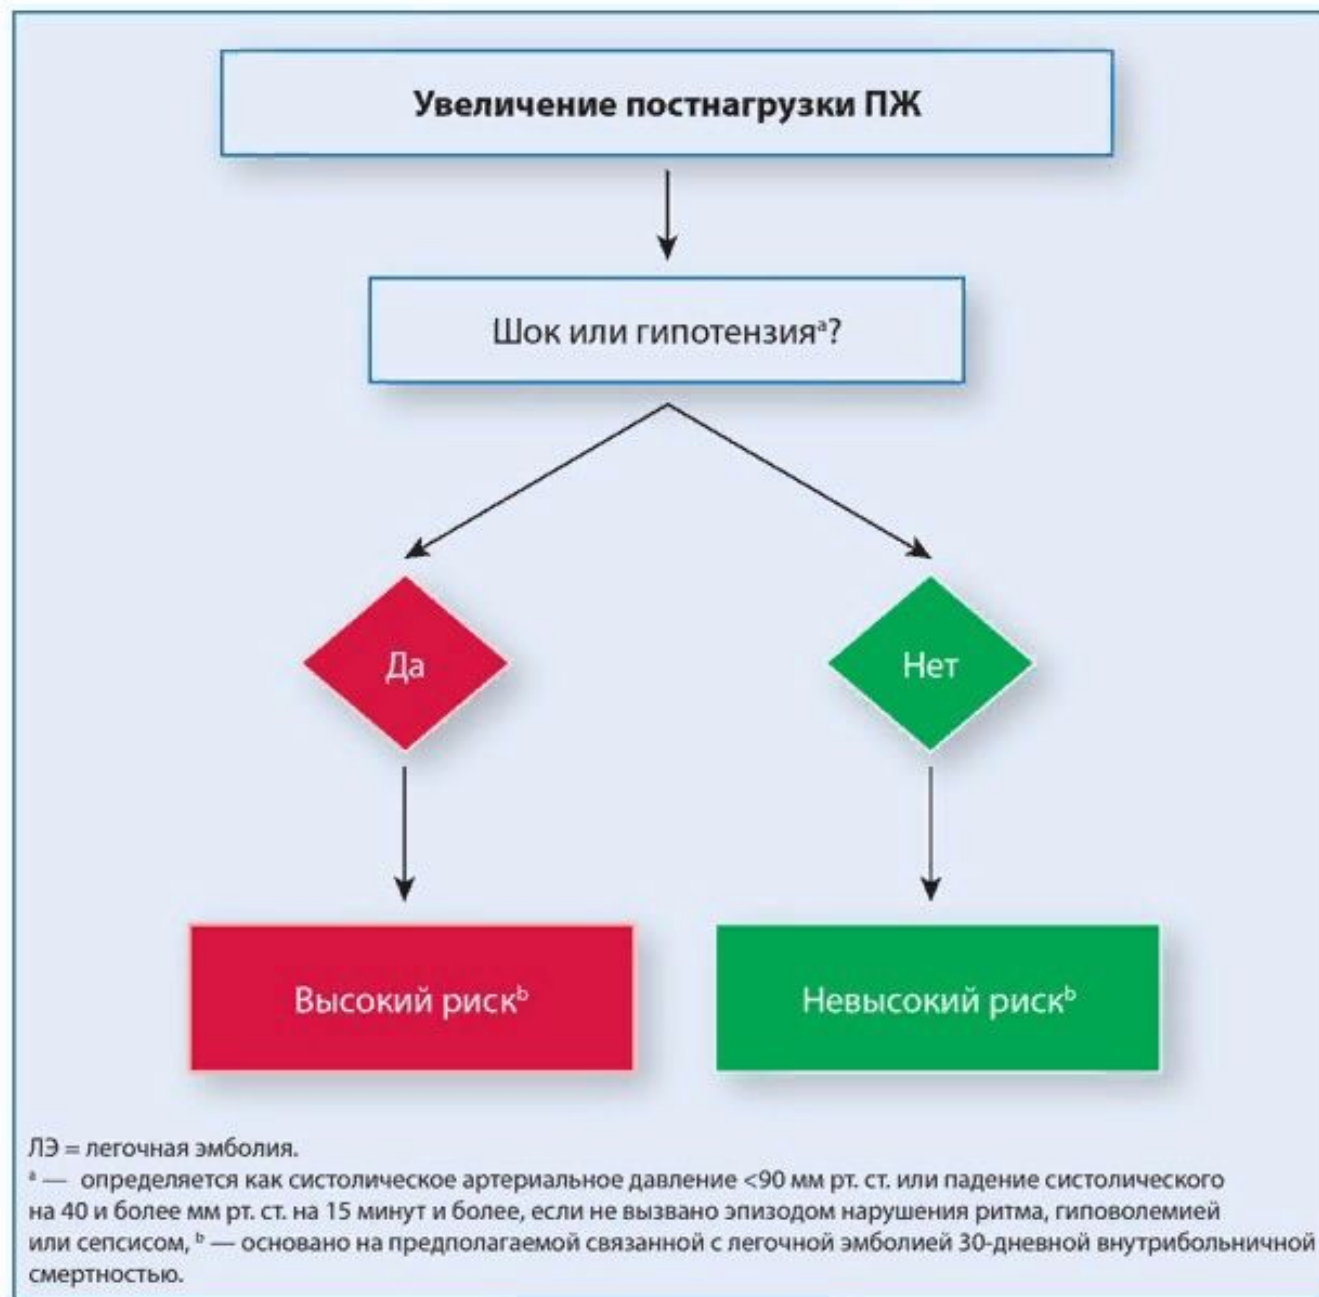 Увеличение постнагрузки ПЖ
Шок или гипотензияᵃ?
Да
Нет
Высокий рискᵇ
Невысокий рискᵇ
ЛЭ = легочная эмболия.
ᵃ — определяется как систолическое артериальное давление <90 мм рт. ст. или падение систолического
на 40 и более мм рт. ст. на 15 минут и более, если не вызвано эпизодом нарушения ритма, гиповолемией
или сепсисом, ᵇ — основано на предполагаемой связанной с легочной эмболией 30-дневной внутрибольничной
смертностью.